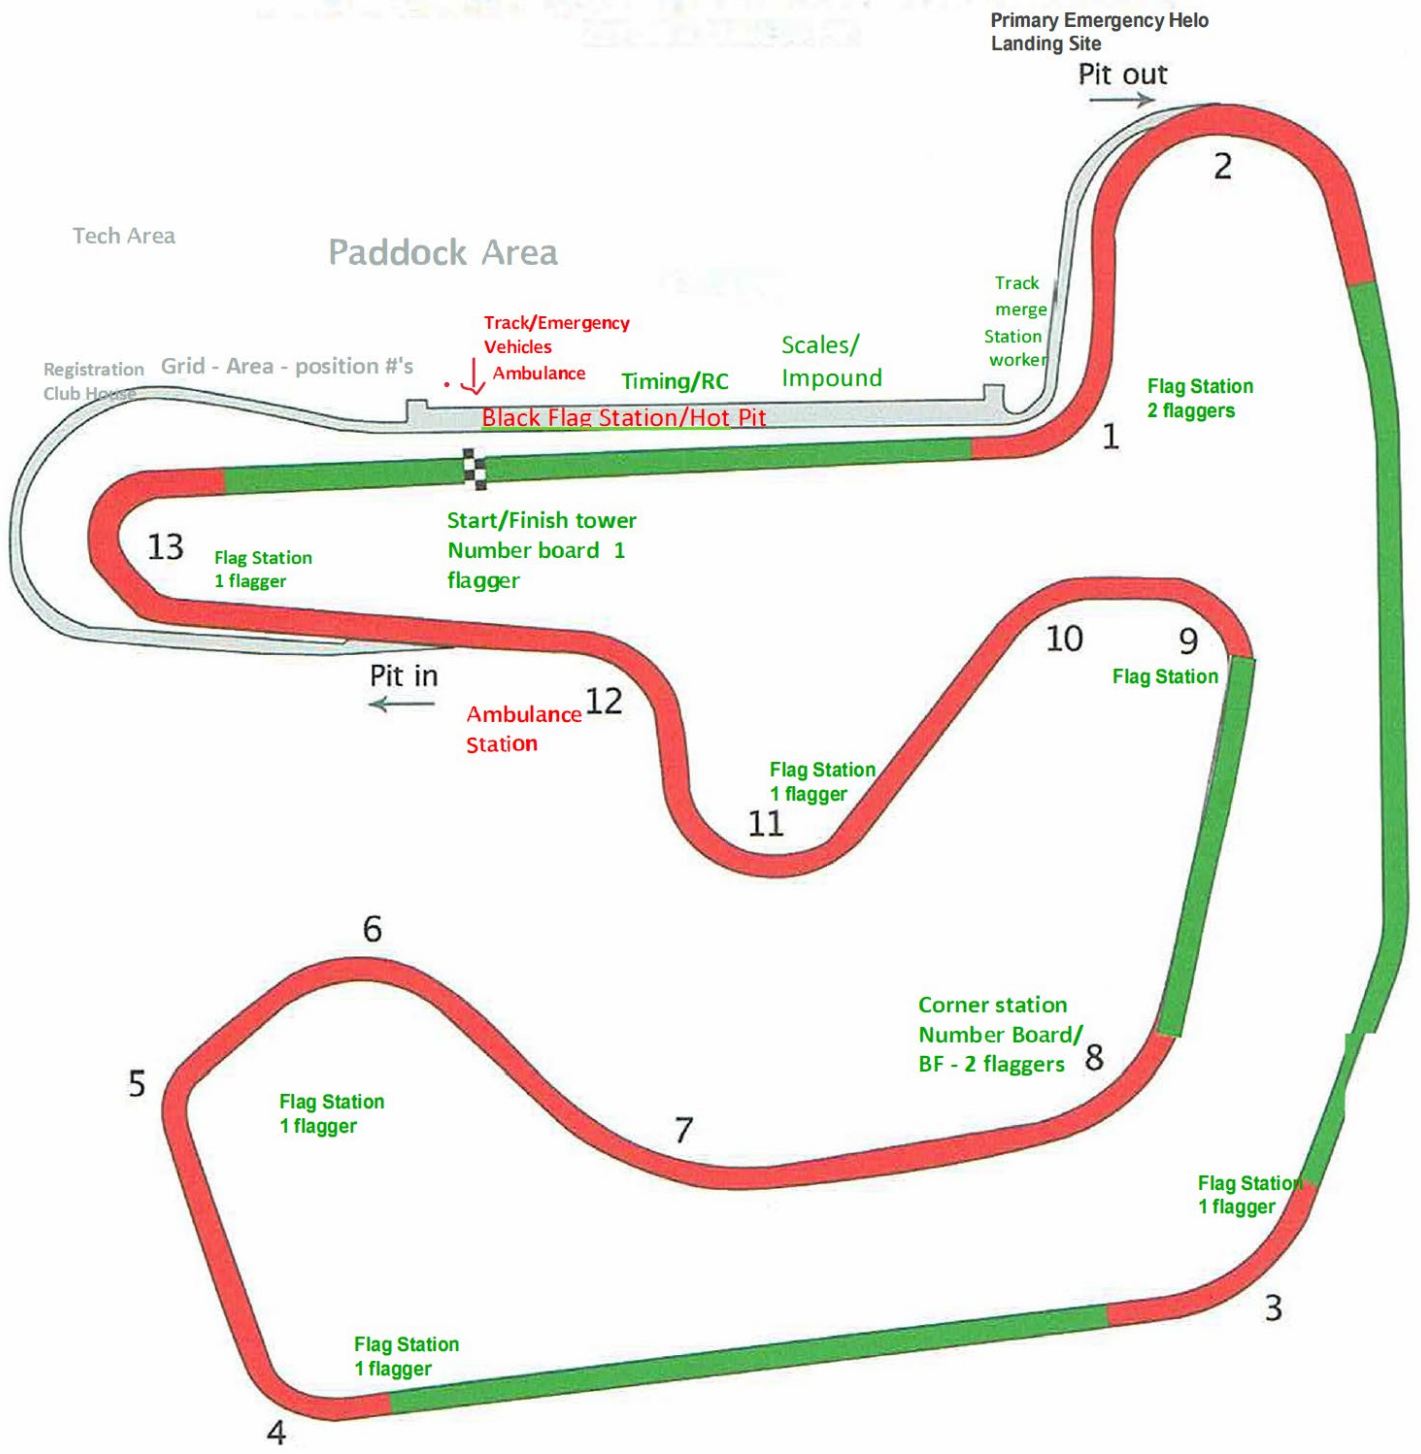 Primary Emergency Helo
Landing Site
Pit out
2
Tech Area
Paddock Area
Track
merge
Station
worker
Track/Emergency
Vehicles
Ambulance
Scales/
Impound
Registration
Club House
Grid - Area - position #'s
Timing/RC
Black Flag Station/Hot Pit
Flag Station
2 flaggers
1
13
Flag Station
1 flagger
Start/Finish tower
Number board 1
flagger
10
9
Flag Station
Pit in
12
Ambulance
Station
Flag Station
1 flagger
11
6
Corner station
Number Board/
BF - 2 flaggers
8
5
Flag Station
1 flagger
7
Flag Station
1 flagger
3
Flag Station
1 flagger
4